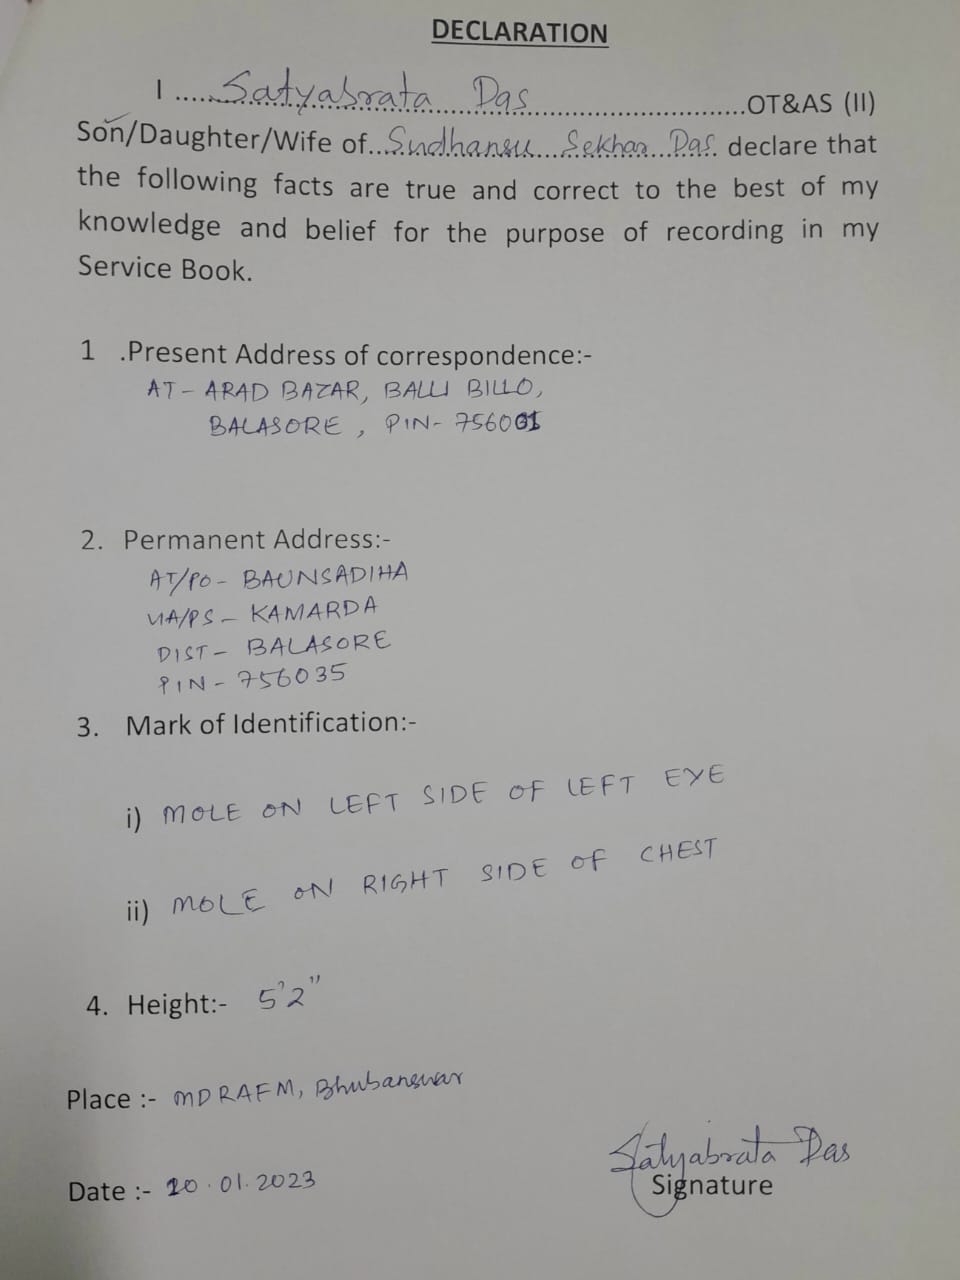 DECLARATION
I .....Satyabrata Das.....OT&AS (II)
Son/Daughter/Wife of...Sudhansu Sekhar Das. declare that
the following facts are true and correct to the best of my
knowledge and belief for the purpose of recording in my
Service Book.
1 .Present Address of correspondence:-
AT- ARAD BAZAR, BALLI BILLO,
BALASORE, PIN- 756001
2. Permanent Address:-
AT/PO- BAUNSADIHA
VIA/PS- KAMARDA
DIST- BALASORE
PIN- 756035
3. Mark of Identification:-
i) MOLE ON LEFT SIDE OF LEFT EYE
ii) MOLE ON RIGHT SIDE OF CHEST
4. Height:- 5'2"
Place :- MDRAFM, Bhubaneswar
Satyabrata Das
Signature
Date :- 20.01.2023